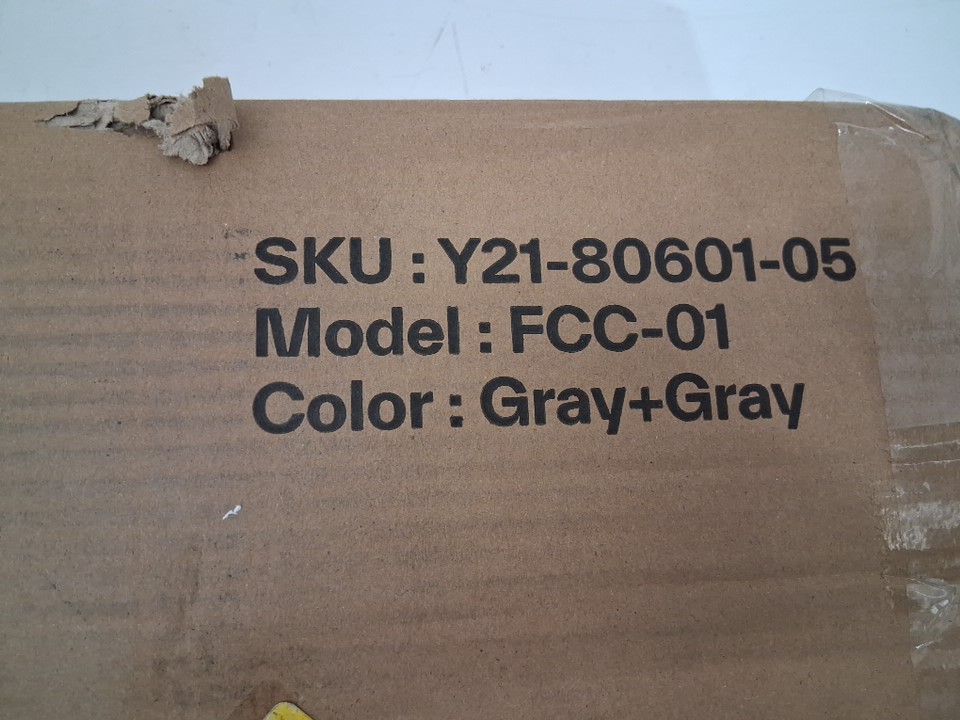 SKU : Y21-80601-05
Model : FCC-01
Color : Gray+Gray